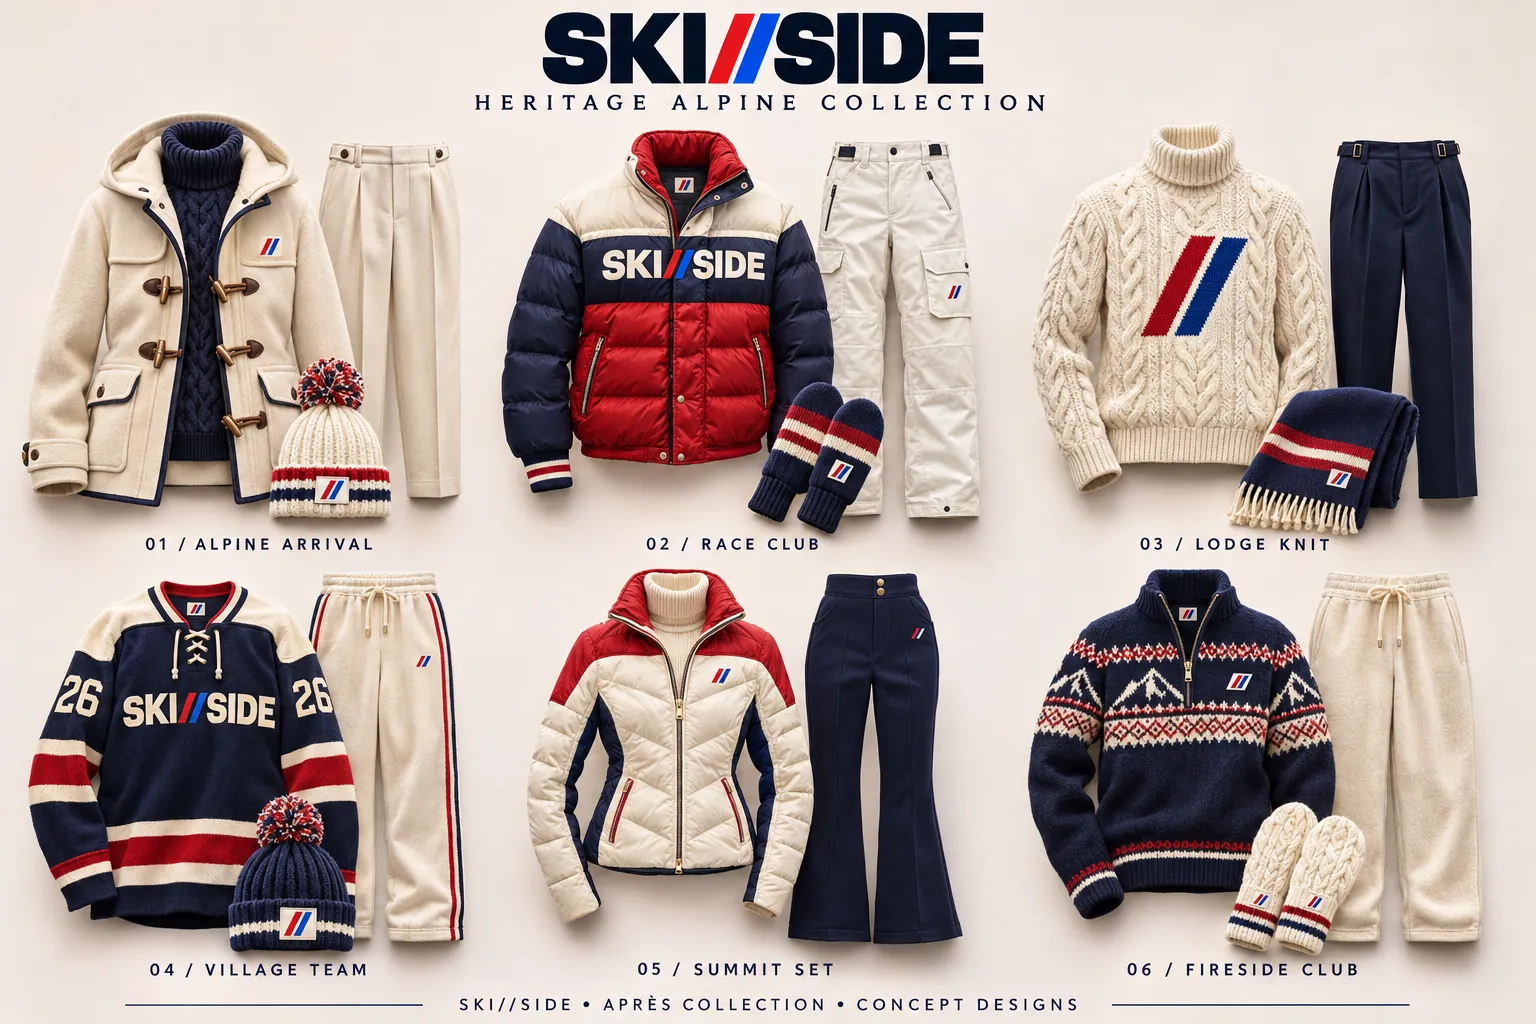 SKI//SIDE
HERITAGE ALPINE COLLECTION
SKI//SIDE
01 / ALPINE ARRIVAL
02 / RACE CLUB
03 / LODGE KNIT
26
SKI//SIDE
26
04 / VILLAGE TEAM
05 / SUMMIT SET
06 / FIRESIDE CLUB
SKI//SIDE • APRÈS COLLECTION • CONCEPT DESIGNS